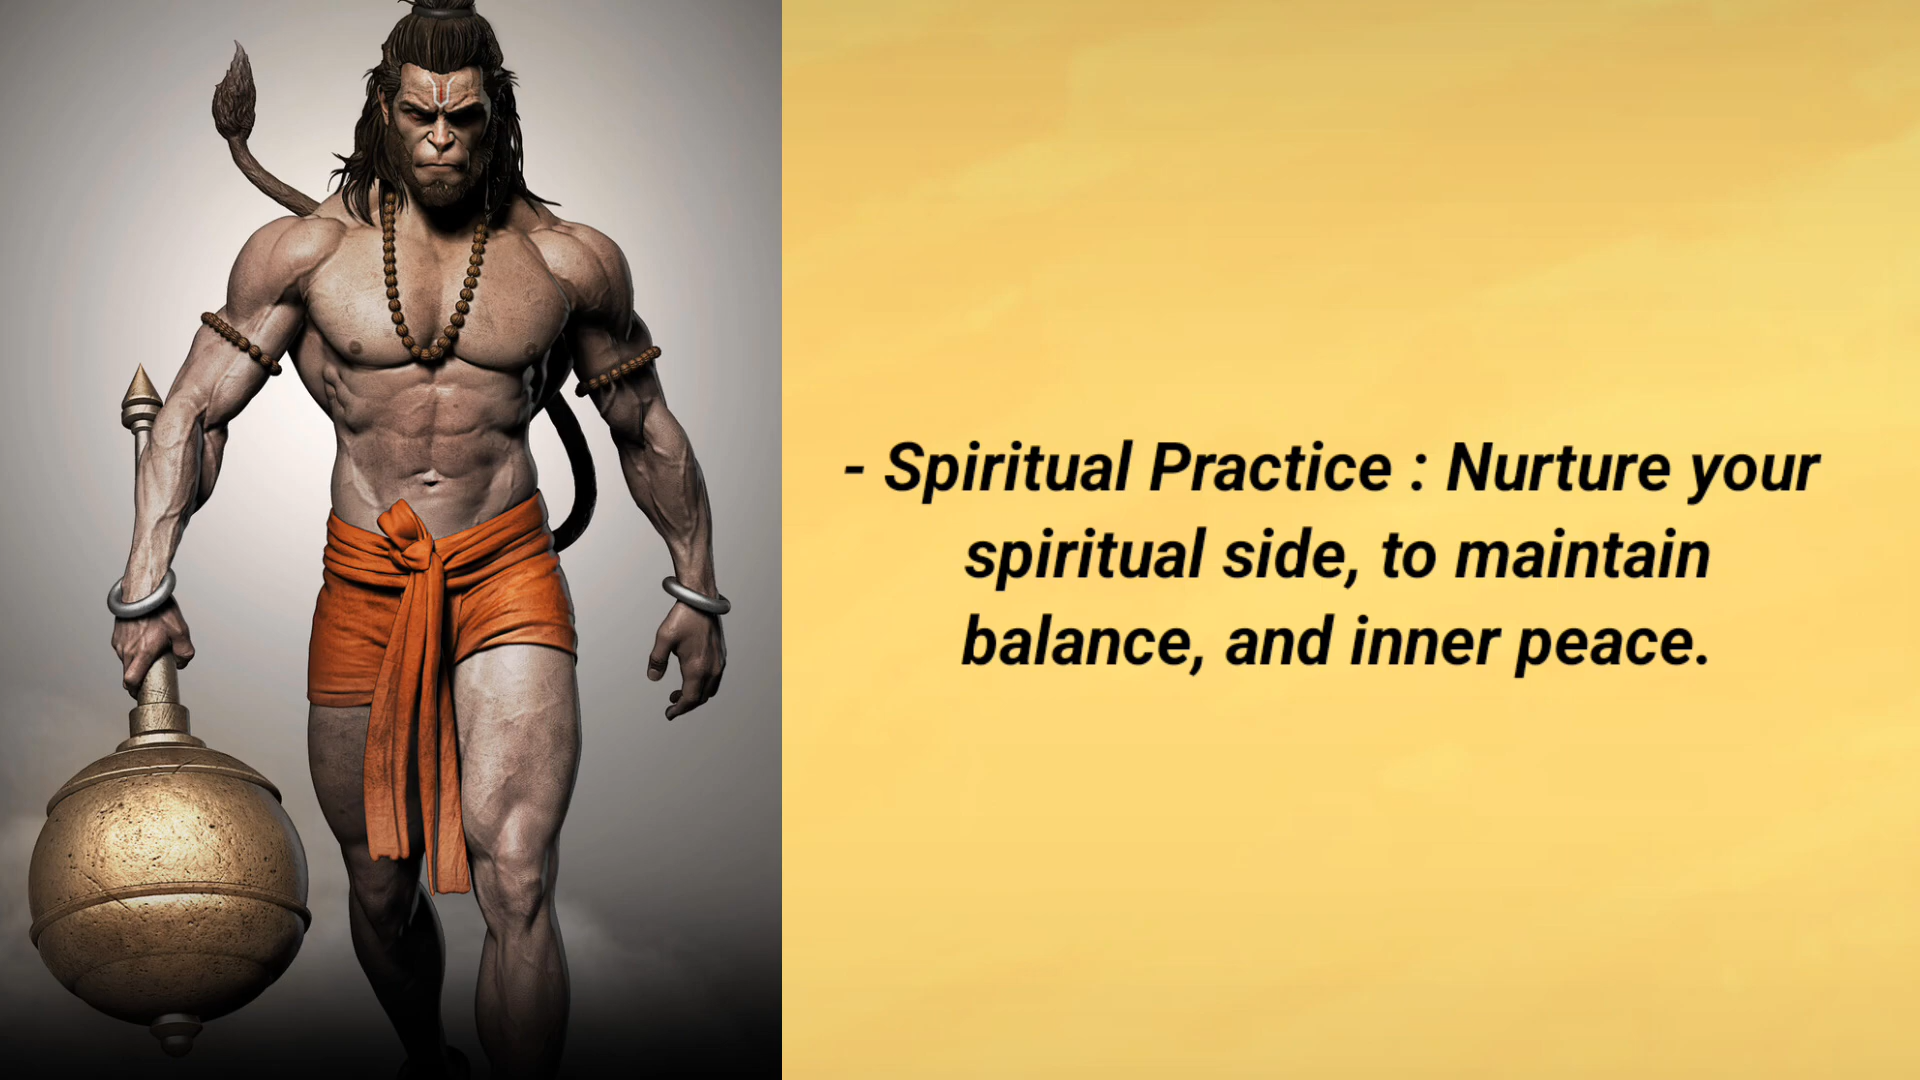 - Spiritual Practice : Nurture your
spiritual side, to maintain
balance, and inner peace.